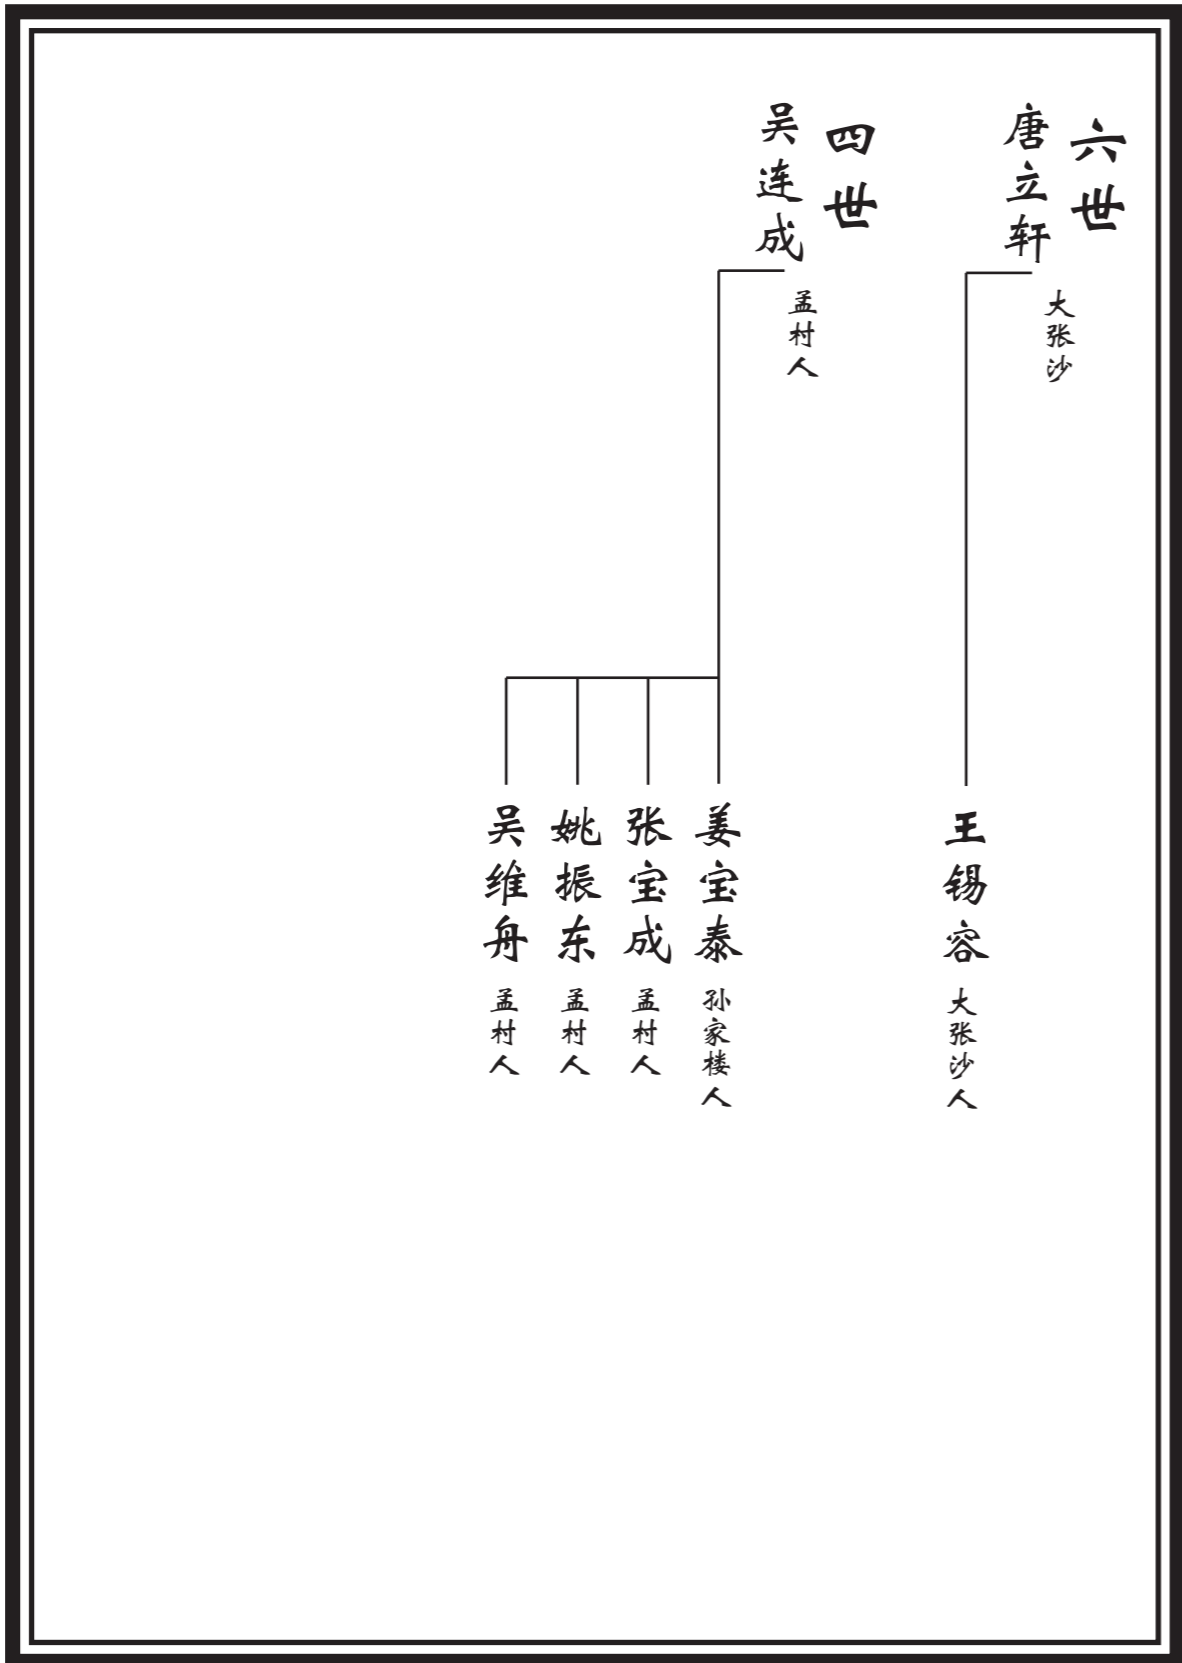 六世
唐立轩
大张沙
王锡容
大张沙人
四世
吴连成
孟村人
姜宝泰
孙家楼人
张宝成
孟村人
姚振东
孟村人
吴维舟
孟村人